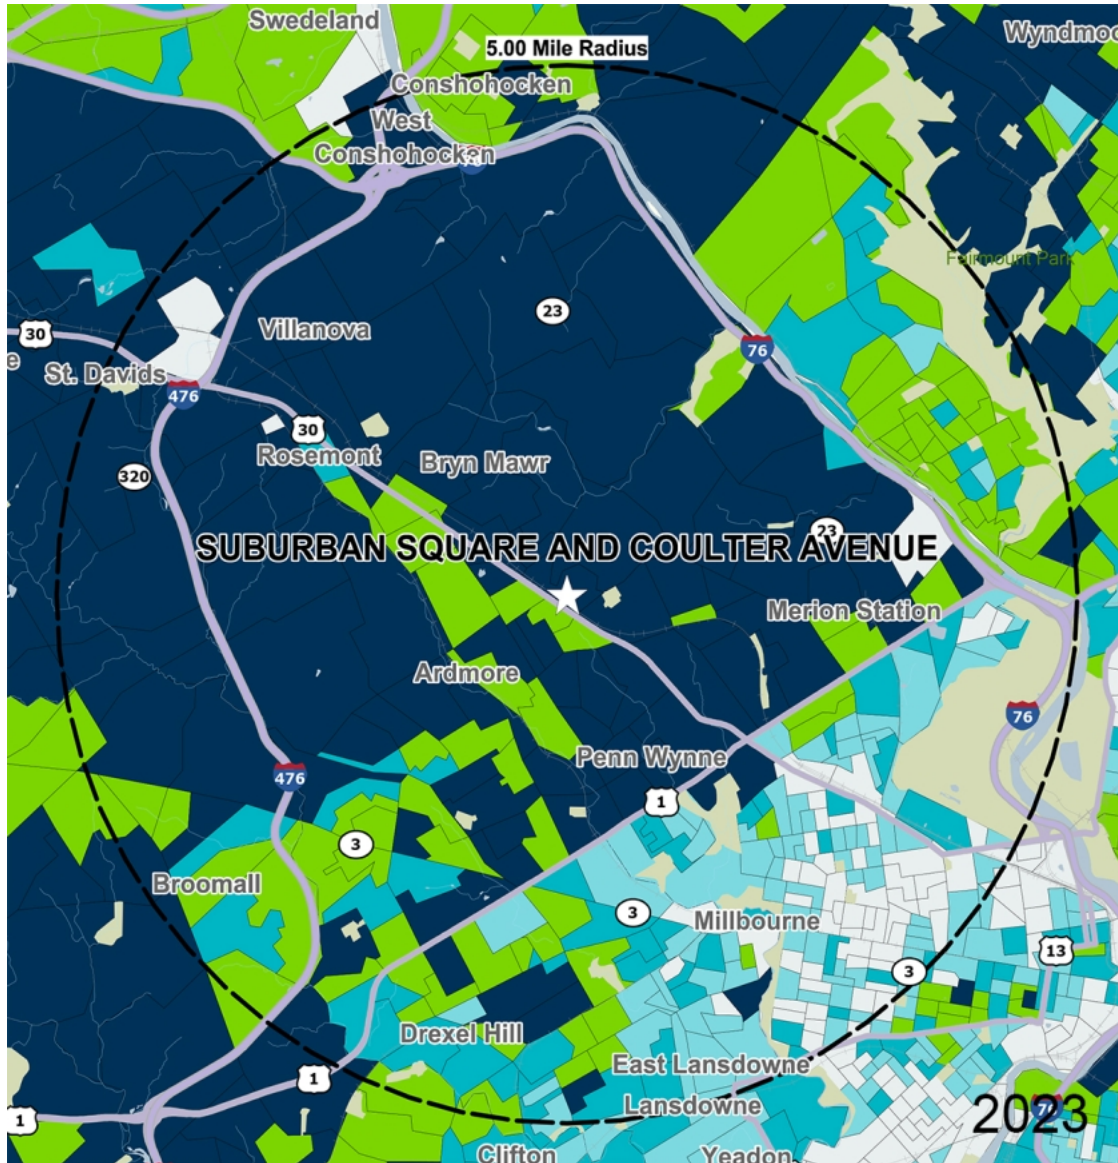 Swedeland
Wyndmoo
5.00 Mile Radius
Conshohocken
West
Conshohocken
Fairmount Park
23
Villanova
30
e
76
St. Davids
476
30
Rosemont
Bryn Mawr
320
23
SUBURBAN SQUARE AND COULTER AVENUE
Merion Station
Ardmore
76
Penn Wynne
476
1
3
Broomall
3
Millbourne
13
3
Drexel Hill
East Lansdowne
1
Lansdowne
1
2023
76
Clifton
Yeadon